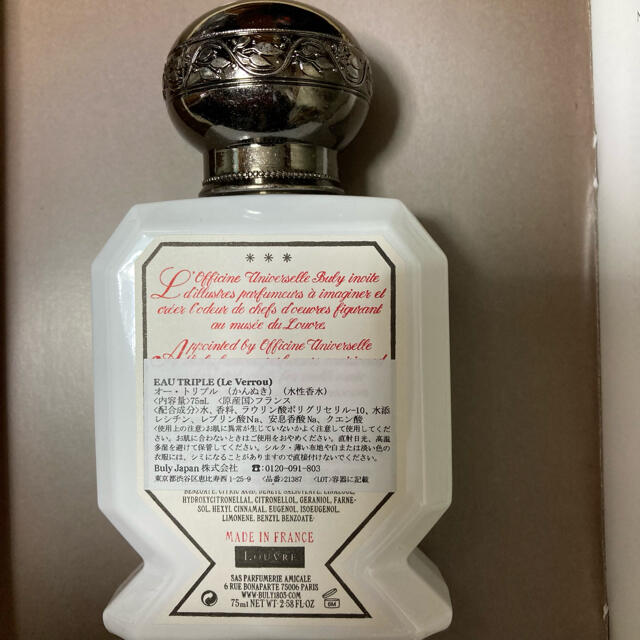 ***
L'Officine Universelle Buly invite
d'illustres parfumeurs à imaginer et
créer l'odeur de chefs d'oeuvres figurant
au musée du Louvre.
Appointed by Officine Universelle
EAU TRIPLE (Le Verrou)
オー・トリプル （かんぬき）（水性香水）
<内容量>75mL <原産国>フランス
<配合成分>水、香料、ラウリン酸ポリグリセリル-10、水添
レシチン、レブリン酸Na、安息香酸Na、クエン酸
<使用上の注意>お肌に異常が生じていないかよく注意して使用してくだ
さい。お肌に合わないときはご使用をおやめください。直射日光、高温
多湿を避けて保管してください。シルク・薄い布地や白または淡い色の
衣服には、シミになることがありますので直接付けないでください。
Buly Japan 株式会社 ☎:0120-091-803
東京都渋谷区恵比寿西1-25-9 <品番>21387 <LOT>容器に記載
BENZOATE, CITRIC ACID, BENZYL SALICYLATE, LINALOOL,
HYDROXYCITRONELLAL, CITRONELLOL, GERANIOL, FARNE-
SOL, HEXYL CINNAMAL, EUGENOL, ISOEUGENOL,
LIMONENE, BENZYL BENZOATE.
MADE IN FRANCE
LOUVRE
SAS PARFUMERIE AMICALE
6 RUE BONAPARTE 75006 PARIS
WWW.BULY1803.COM
75ml NET WT. 2.58 FL.OZ
6M